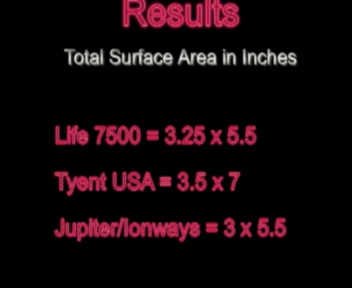 Results
Total Surface Area in Inches
Life 7500 = 3.25 x 5.5
Tyent USA = 3.5 x 7
Jupiter/Ionways = 3 x 5.5